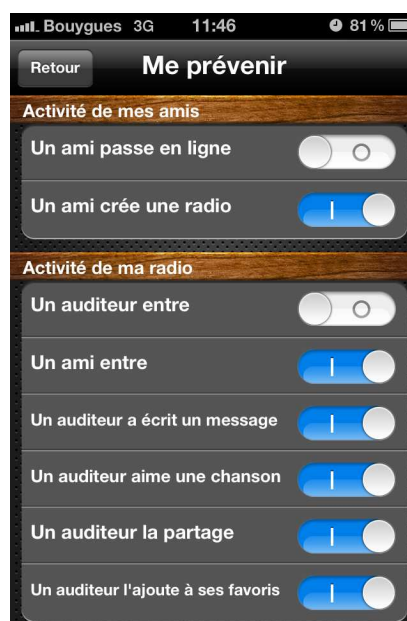 Bouygues 3G 11:46 81 %
Retour Me prévenir
Activité de mes amis
Un ami passe en ligne
Un ami crée une radio
Activité de ma radio
Un auditeur entre
Un ami entre
Un auditeur a écrit un message
Un auditeur aime une chanson
Un auditeur la partage
Un auditeur l'ajoute à ses favoris